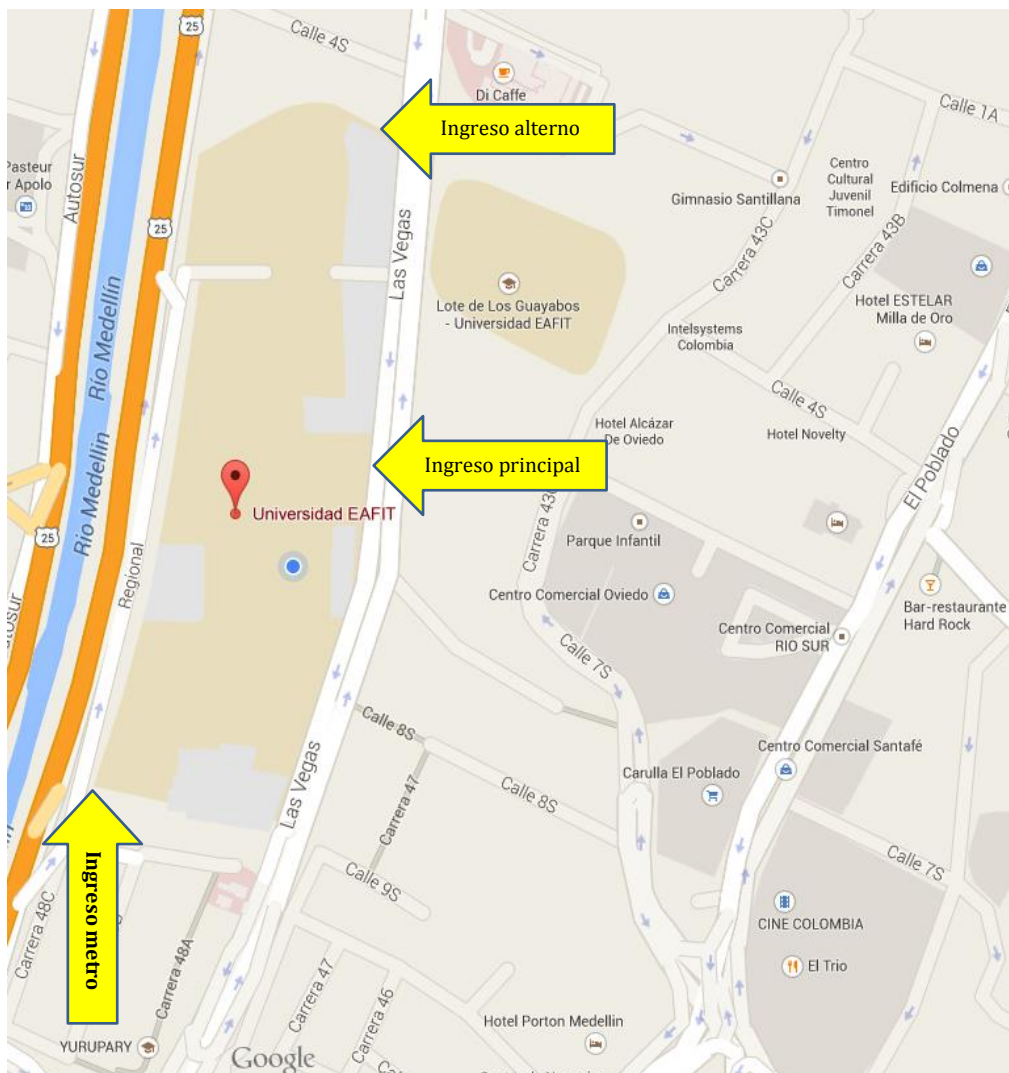 25
Calle 4S
Di Caffe
Ingreso alterno
Calle 1A
Pasteur
r Apolo
Autosur
Gimnasio Santillana
Centro
Cultural
Juvenil
Timonel
Edificio Colmena
25
Carrera 43C
Carrera 43B
Las Vegas
Lote de Los Guayabos
- Universidad EAFIT
Hotel ESTELAR
Milla de Oro
Río Medellín
Río Medellín
Intelsystems
Colombia
Calle 4S
Hotel Alcázar
De Oviedo
Hotel Novelty
Ingreso principal
El Poblado
Universidad EAFIT
25
Carrera 43C
Parque Infantil
Regional
Centro Comercial Oviedo
Bar-restaurante
Hard Rock
Centro Comercial
RIO SUR
utosur
Calle 7S
Calle 8S
Las Vegas
Centro Comercial Santafé
Carulla El Poblado
Calle 8S
Carrera 47
Calle 7S
Ingreso metro
Calle 9S
Carrera 48C
CINE COLOMBIA
Carrera 48A
El Trio
Carrera 47
Carrera 46
Hotel Porton Medellin
YURUPARY
Google